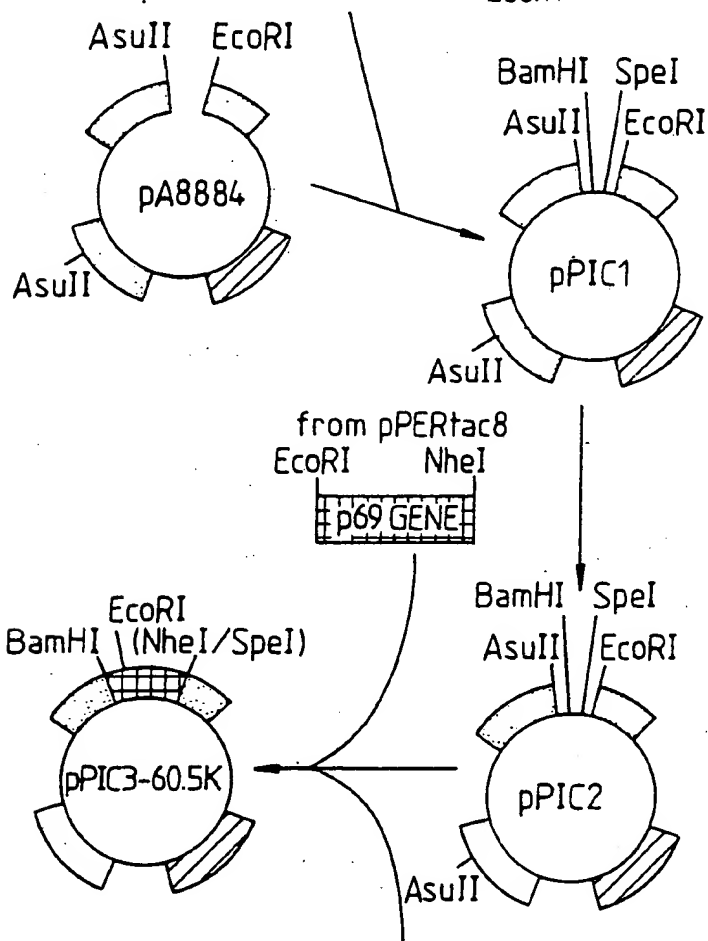 AsuII EcoRI
pA8884
AsuII
BamHI SpeI
AsuII EcoRI
pPIC1
AsuII
from pPERtac8
EcoRI NheI
p69 GENE
BamHI SpeI
AsuII EcoRI
pPIC2
AsuII
EcoRI
BamHI (NheI/SpeI)
pPIC3-60.5K